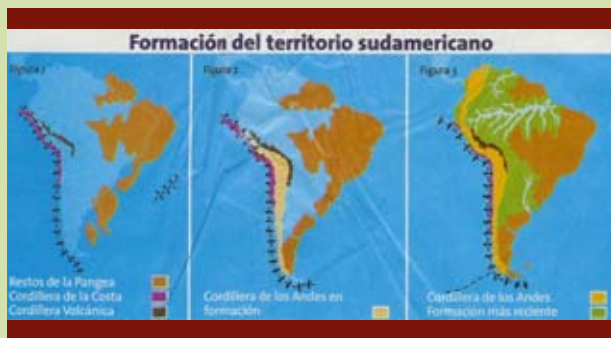 Formación del territorio sudamericano
Figura 1
Figura 2
Figura 3
Restos de la Pangea
Cordillera de la Costa
Cordillera Volcánica
Cordillera de los Andes en
formación
Cordillera de los Andes
Formación más reciente